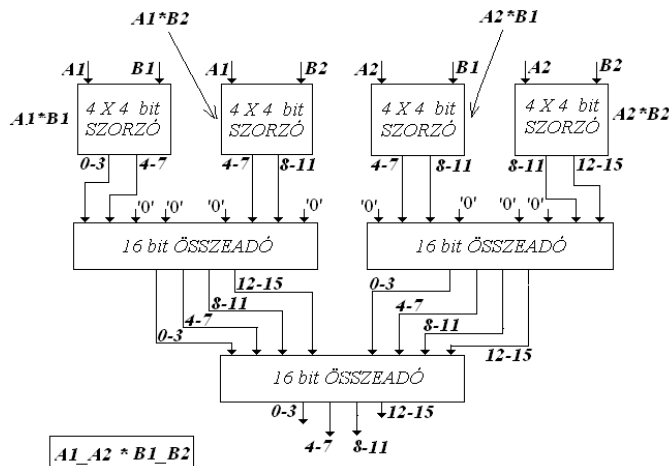 A1*B2 A2*B1
A1 B1 A1 B2 A2 B1 A2 B2
A1*B1 4 X 4 bit 4 X 4 bit 4 X 4 bit 4 X 4 bit A2*B2
SZORZÓ SZORZÓ SZORZÓ SZORZÓ
0-3 4-7 4-7 8-11 4-7 8-11 8-11 12-15
'0' '0' '0' '0' '0' '0' '0' '0'
16 bit ÖSSZEADÓ 16 bit ÖSSZEADÓ
12-15 0-3
8-11 4-7
4-7 8-11
0-3 12-15
16 bit ÖSSZEADÓ
0-3 12-15
4-7 8-11
A1_A2 * B1_B2